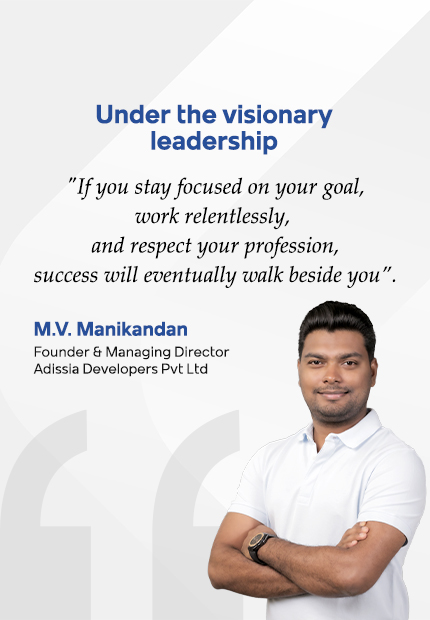 Under the visionary
leadership
"If you stay focused on your goal,
work relentlessly,
and respect your profession,
success will eventually walk beside you”.
M.V. Manikandan
Founder & Managing Director
Adissia Developers Pvt Ltd